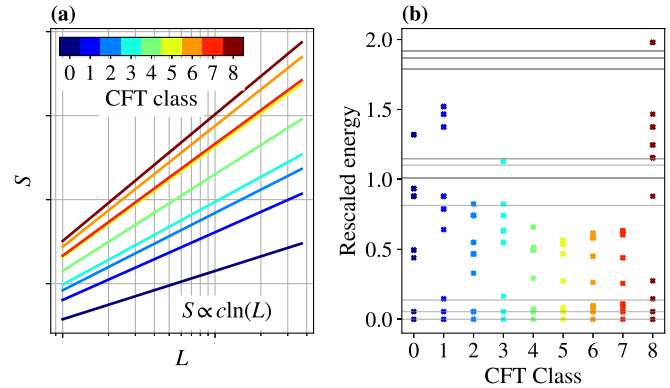 (a)
0 1 2 3 4 5 6 7 8
CFT class
S
S ∝ cln(L)
L
(b)
2.0
1.5
1.0
0.5
0.0
Rescaled energy
0 1 2 3 4 5 6 7 8
CFT Class